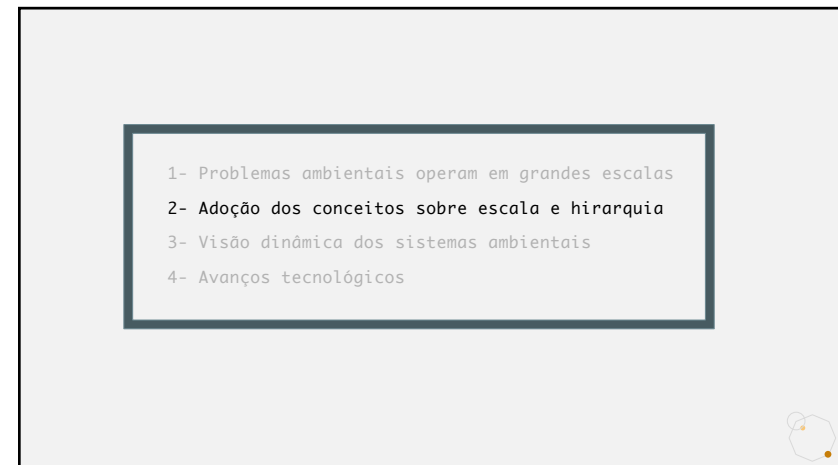 1- Problemas ambientais operam em grandes escalas
2- Adoção dos conceitos sobre escala e hirarquia
3- Visão dinâmica dos sistemas ambientais
4- Avanços tecnológicos